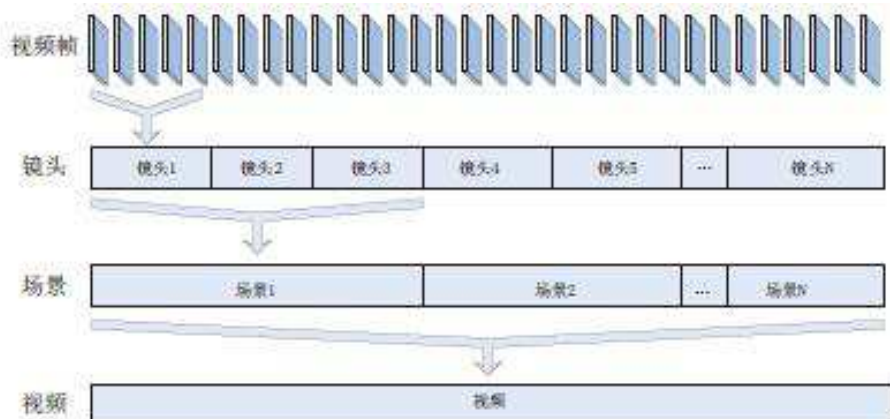 视频帧
镜头 镜头1 镜头2 镜头3 镜头4 镜头5 ... 镜头N
场景 场景1 场景2 ... 场景N
视频 视频